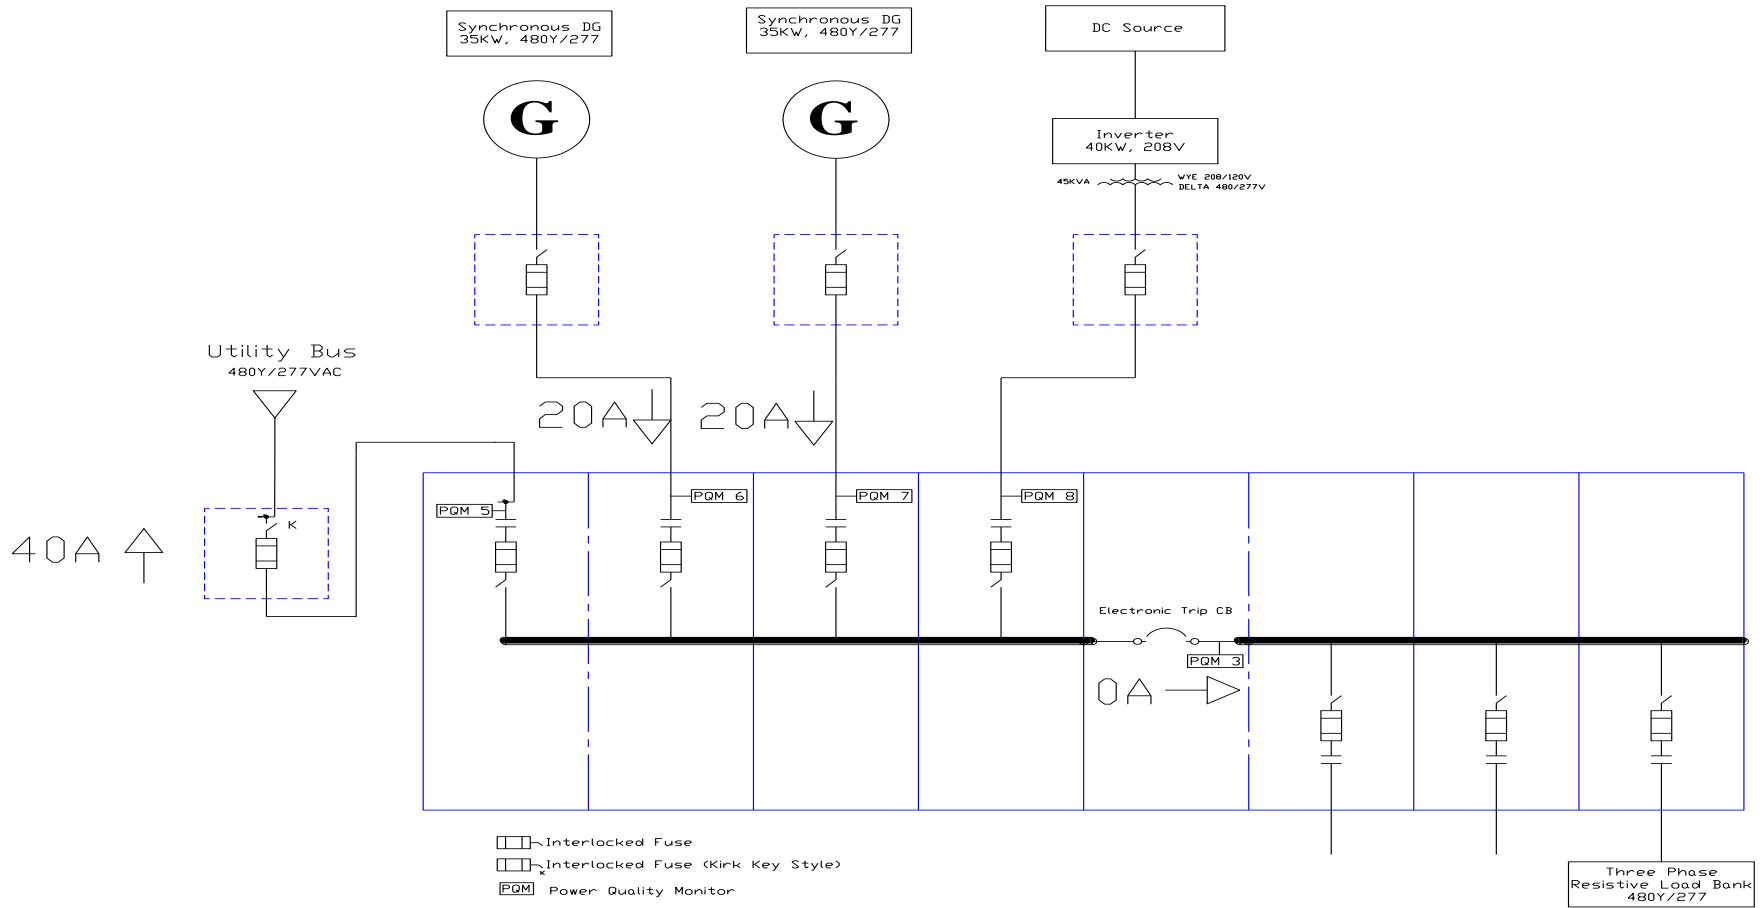 Synchronous DG
35KW, 480Y/277
Synchronous DG
35KW, 480Y/277
DC Source
G
G
Inverter
40KW, 208V
45KVA
WYE 208/120V
DELTA 480/277V
Utility Bus
480Y/277VAC
20A
20A
K
40A
PQM 5
PQM 6
PQM 7
PQM 8
Electronic Trip CB
PQM 3
0A
Interlocked Fuse
K
Interlocked Fuse (Kirk Key Style)
PQM
Power Quality Monitor
Three Phase
Resistive Load Bank
480Y/277